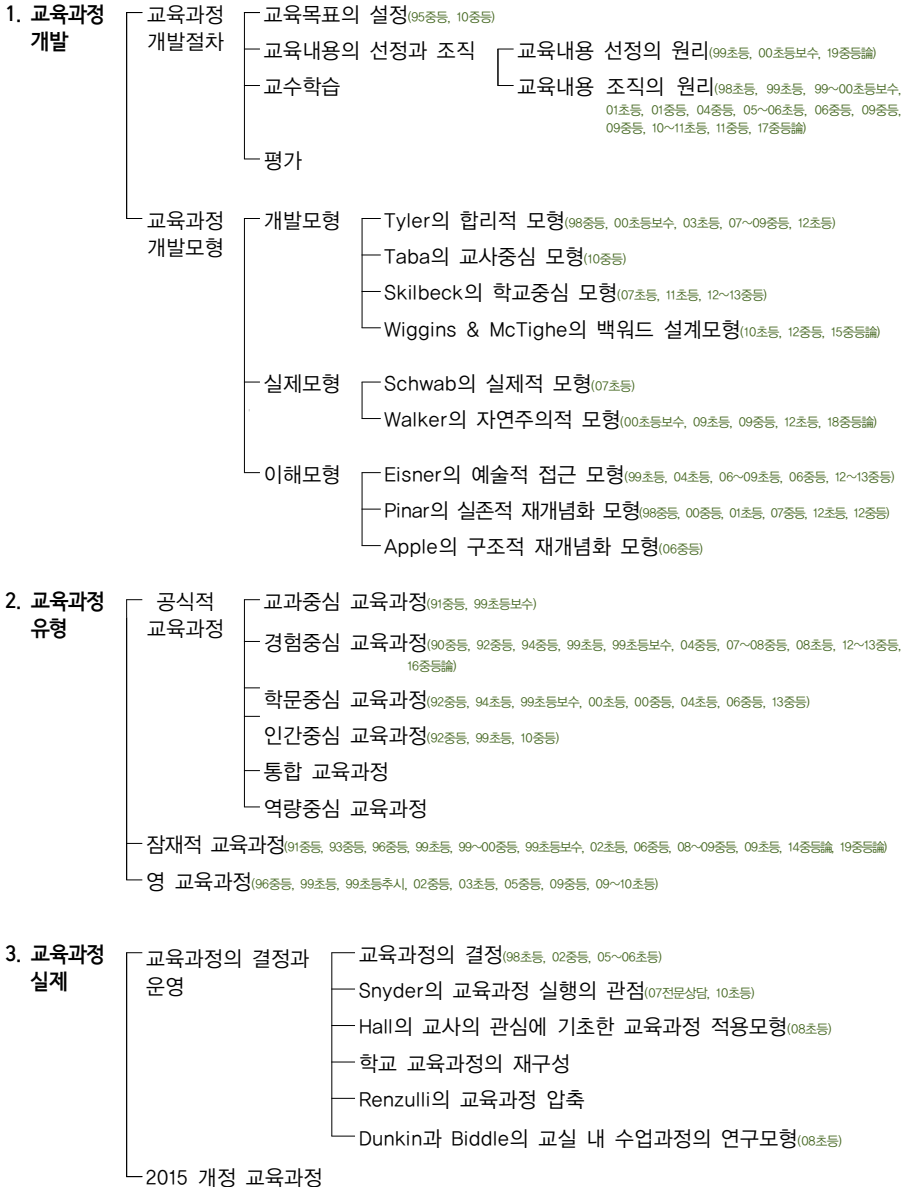 1. 교육과정 개발
교육과정 개발절차
교육목표의 설정(95중등, 10중등)
교육내용의 선정과 조직
교육내용 선정의 원리(99초등, 00초등보수, 19중등論)
교육내용 조직의 원리(98초등, 99초등, 99~00초등보수,
01초등, 01중등, 04중등, 05~06초등, 06중등, 09중등,
09중등, 10~11초등, 11중등, 17중등論)
교수학습
평가
교육과정 개발모형
개발모형
Tyler의 합리적 모형(98중등, 00초등보수, 03초등, 07~09중등, 12초등)
Taba의 교사중심 모형(10중등)
Skilbeck의 학교중심 모형(07초등, 11초등, 12~13중등)
Wiggins & McTighe의 백워드 설계모형(10초등, 12중등, 15중등論)
실제모형
Schwab의 실제적 모형(07초등)
Walker의 자연주의적 모형(00초등보수, 09초등, 09중등, 12초등, 18중등論)
이해모형
Eisner의 예술적 접근 모형(99초등, 04초등, 06~09초등, 06중등, 12~13중등)
Pinar의 실존적 재개념화 모형(98중등, 00중등, 01초등, 07중등, 12초등, 12중등)
Apple의 구조적 재개념화 모형(06중등)
2. 교육과정 유형
공식적 교육과정
교과중심 교육과정(91중등, 99초등보수)
경험중심 교육과정(90중등, 92중등, 94중등, 99초등, 99초등보수, 04중등, 07~08중등, 08초등, 12~13중등,
16중등論)
학문중심 교육과정(92중등, 94초등, 99초등보수, 00초등, 00중등, 04초등, 06중등, 13중등)
인간중심 교육과정(92중등, 99초등, 10중등)
통합 교육과정
역량중심 교육과정
잠재적 교육과정(91중등, 93중등, 96중등, 99초등, 99~00중등, 99초등보수, 02초등, 06중등, 08~09중등, 09초등, 14중등論, 19중등論)
영 교육과정(96중등, 99초등, 99초등추시, 02중등, 03초등, 05중등, 09중등, 09~10초등)
3. 교육과정 실제
교육과정의 결정과 운영
교육과정의 결정(98초등, 02중등, 05~06초등)
Snyder의 교육과정 실행의 관점(07전문상담, 10초등)
Hall의 교사의 관심에 기초한 교육과정 적용모형(08초등)
학교 교육과정의 재구성
Renzulli의 교육과정 압축
Dunkin과 Biddle의 교실 내 수업과정의 연구모형(08초등)
2015 개정 교육과정